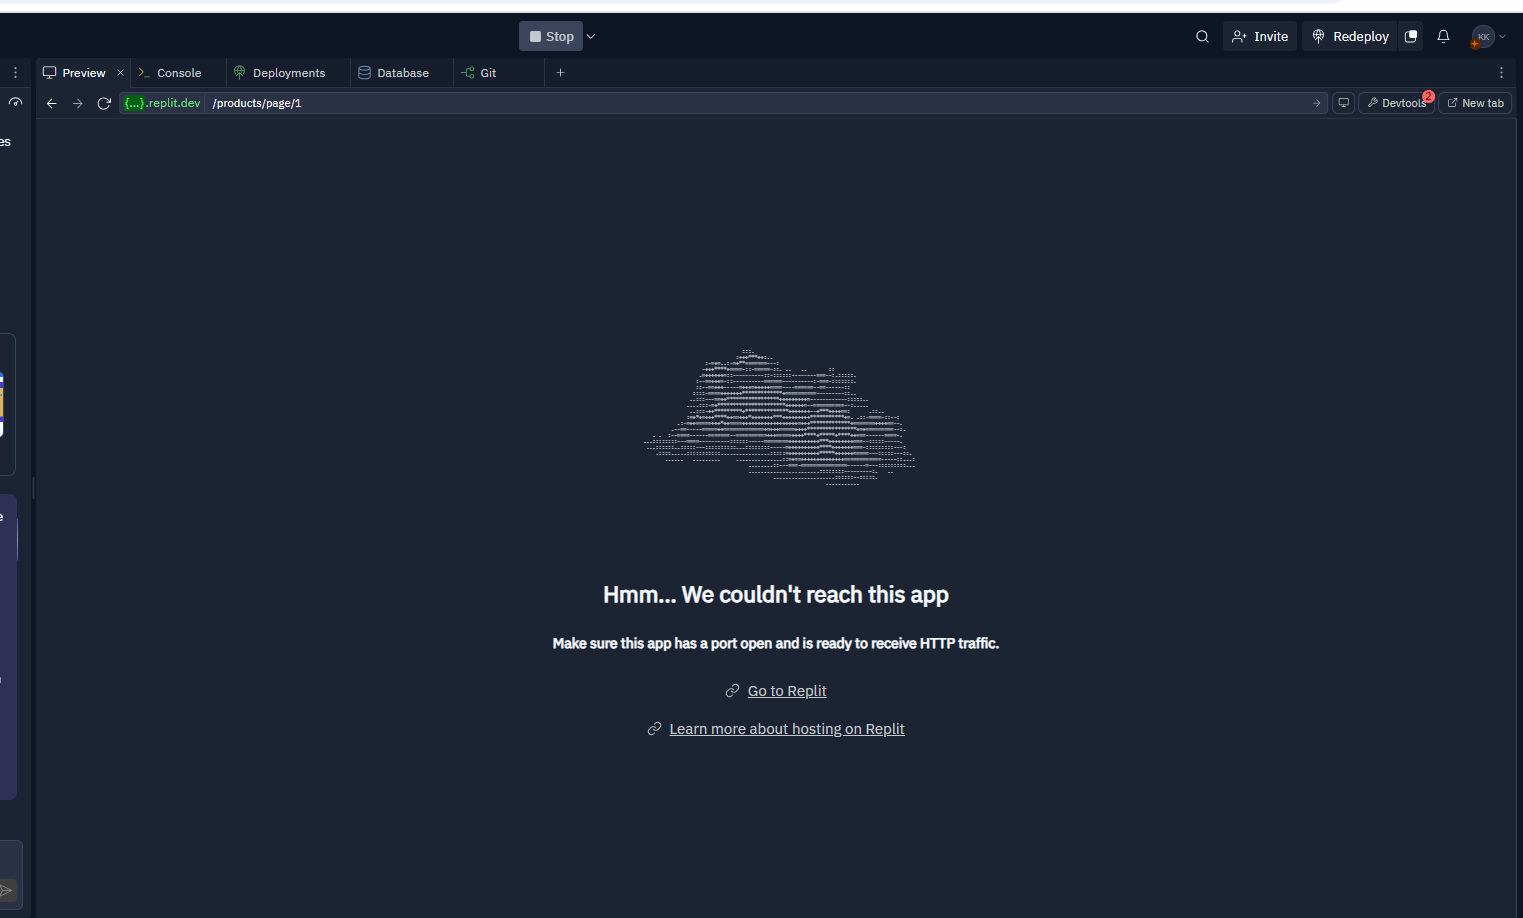 Stop
Invite
Redeploy
KK
Preview
Console
Deployments
Database
Git
{...}.replit.dev
/products/page/1
Devtools
2
New tab
es
e
Hmm... We couldn't reach this app
Make sure this app has a port open and is ready to receive HTTP traffic.
Go to Replit
Learn more about hosting on Replit